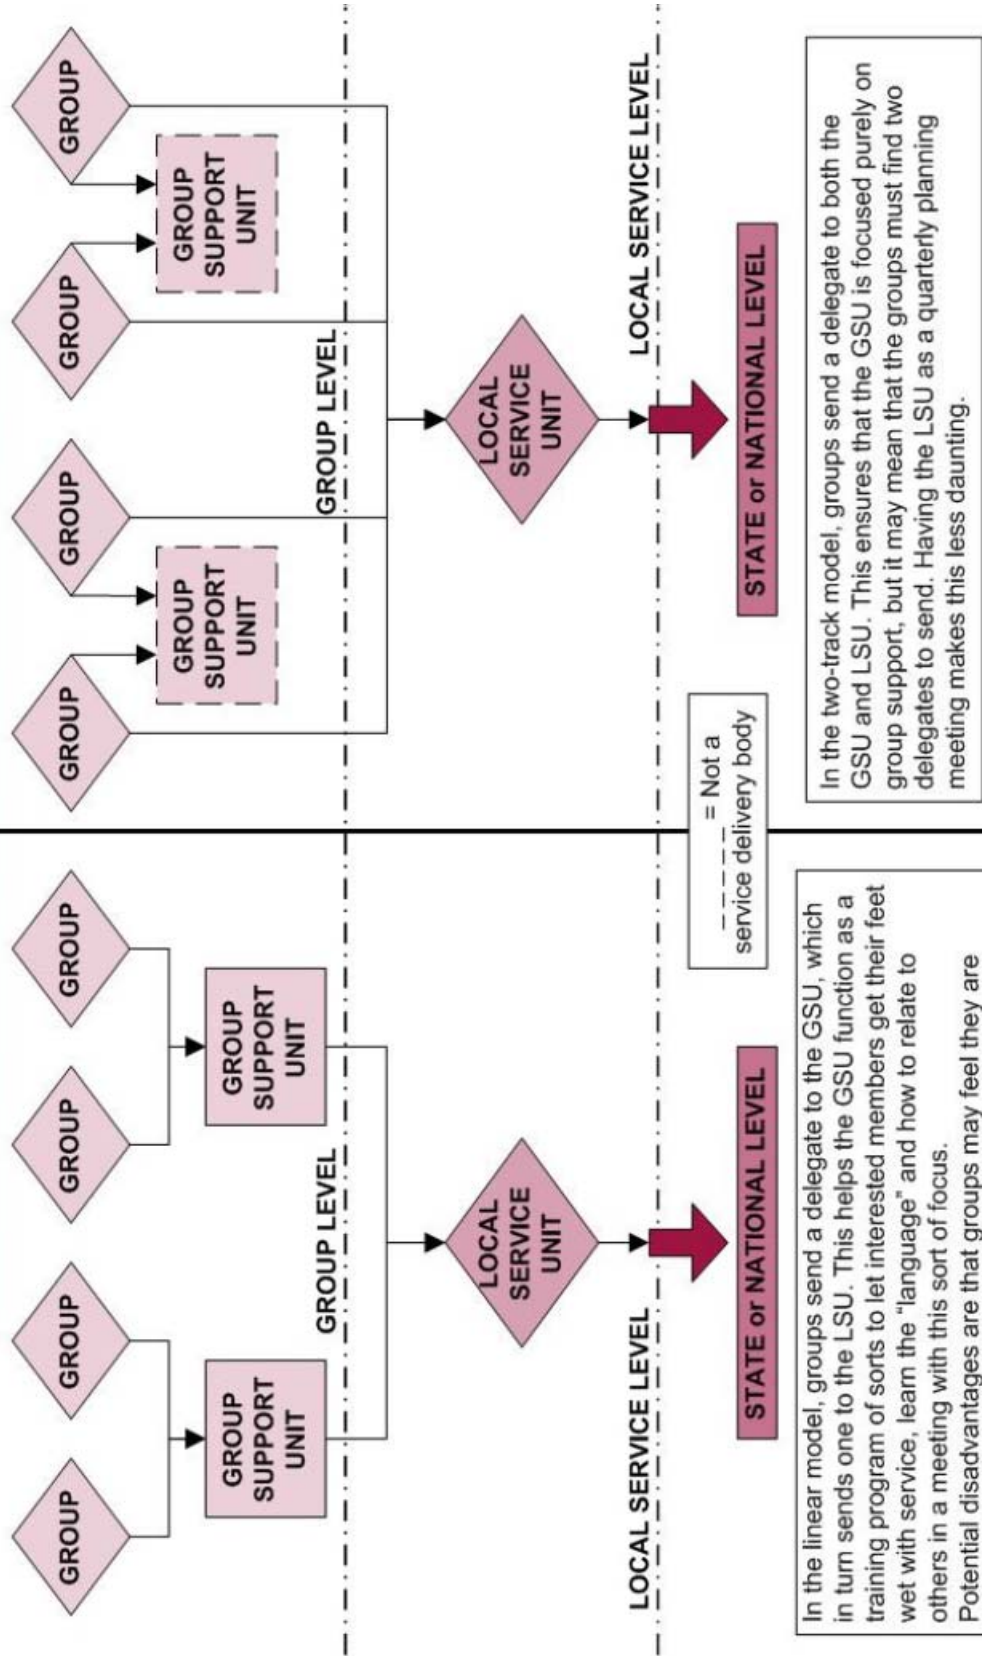 GROUP
GROUP
GROUP
GROUP
GROUP
SUPPORT
UNIT
GROUP
SUPPORT
UNIT
GROUP LEVEL
LOCAL
SERVICE
UNIT
LOCAL SERVICE LEVEL
STATE or NATIONAL LEVEL
In the linear model, groups send a delegate to the GSU, which
in turn sends one to the LSU. This helps the GSU function as a
training program of sorts to let interested members get their feet
wet with service, learn the “language” and how to relate to
others in a meeting with this sort of focus.
Potential disadvantages are that groups may feel they are
_ _ _ _ _ = Not a
service delivery body
GROUP
GROUP
GROUP
GROUP
GROUP
SUPPORT
UNIT
GROUP
SUPPORT
UNIT
GROUP LEVEL
LOCAL
SERVICE
UNIT
LOCAL SERVICE LEVEL
STATE or NATIONAL LEVEL
In the two-track model, groups send a delegate to both the
GSU and LSU. This ensures that the GSU is focused purely on
group support, but it may mean that the groups must find two
delegates to send. Having the LSU as a quarterly planning
meeting makes this less daunting.